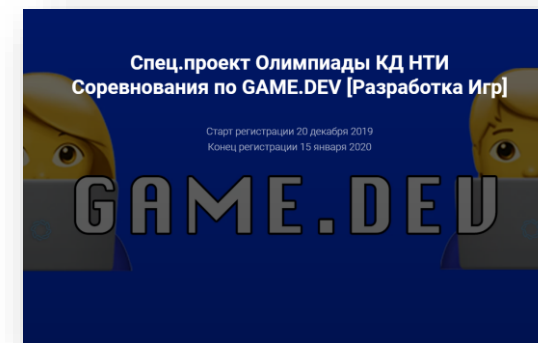 Спец.проект Олимпиады КД НТИ
Соревнования по GAME.DEV [Разработка Игр]
Старт регистрации 20 декабря 2019
Конец регистрации 15 января 2020
GAME.DEV